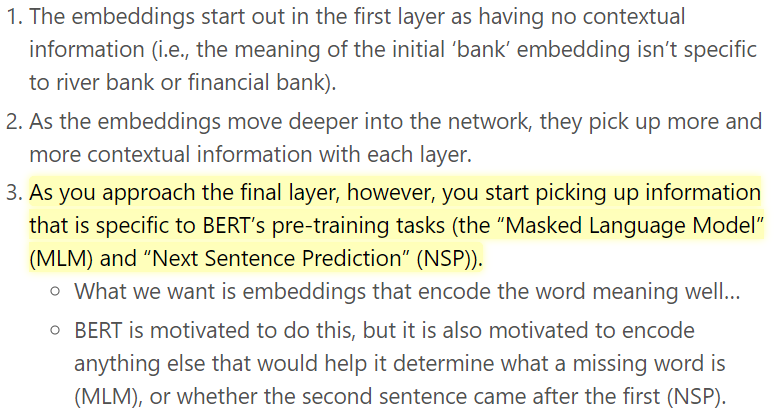 1. The embeddings start out in the first layer as having no contextual
information (i.e., the meaning of the initial ‘bank’ embedding isn’t specific
to river bank or financial bank).
2. As the embeddings move deeper into the network, they pick up more and
more contextual information with each layer.
3. As you approach the final layer, however, you start picking up information
that is specific to BERT’s pre-training tasks (the “Masked Language Model”
(MLM) and “Next Sentence Prediction” (NSP)).
◦ What we want is embeddings that encode the word meaning well…
◦ BERT is motivated to do this, but it is also motivated to encode
anything else that would help it determine what a missing word is
(MLM), or whether the second sentence came after the first (NSP).